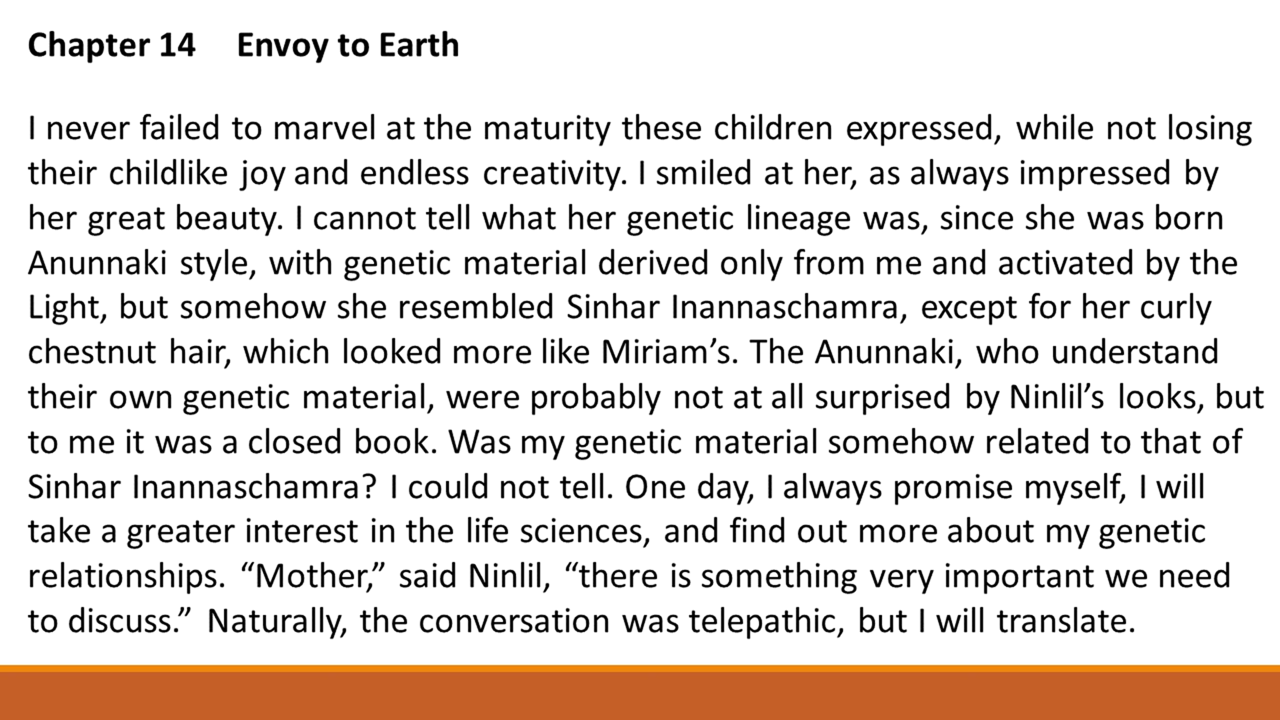 Chapter 14 Envoy to Earth
I never failed to marvel at the maturity these children expressed, while not losing
their childlike joy and endless creativity. I smiled at her, as always impressed by
her great beauty. I cannot tell what her genetic lineage was, since she was born
Anunnaki style, with genetic material derived only from me and activated by the
Light, but somehow she resembled Sinhar Inannaschamra, except for her curly
chestnut hair, which looked more like Miriam’s. The Anunnaki, who understand
their own genetic material, were probably not at all surprised by Ninlil’s looks, but
to me it was a closed book. Was my genetic material somehow related to that of
Sinhar Inannaschamra? I could not tell. One day, I always promise myself, I will
take a greater interest in the life sciences, and find out more about my genetic
relationships. “Mother,” said Ninlil, “there is something very important we need
to discuss.” Naturally, the conversation was telepathic, but I will translate.